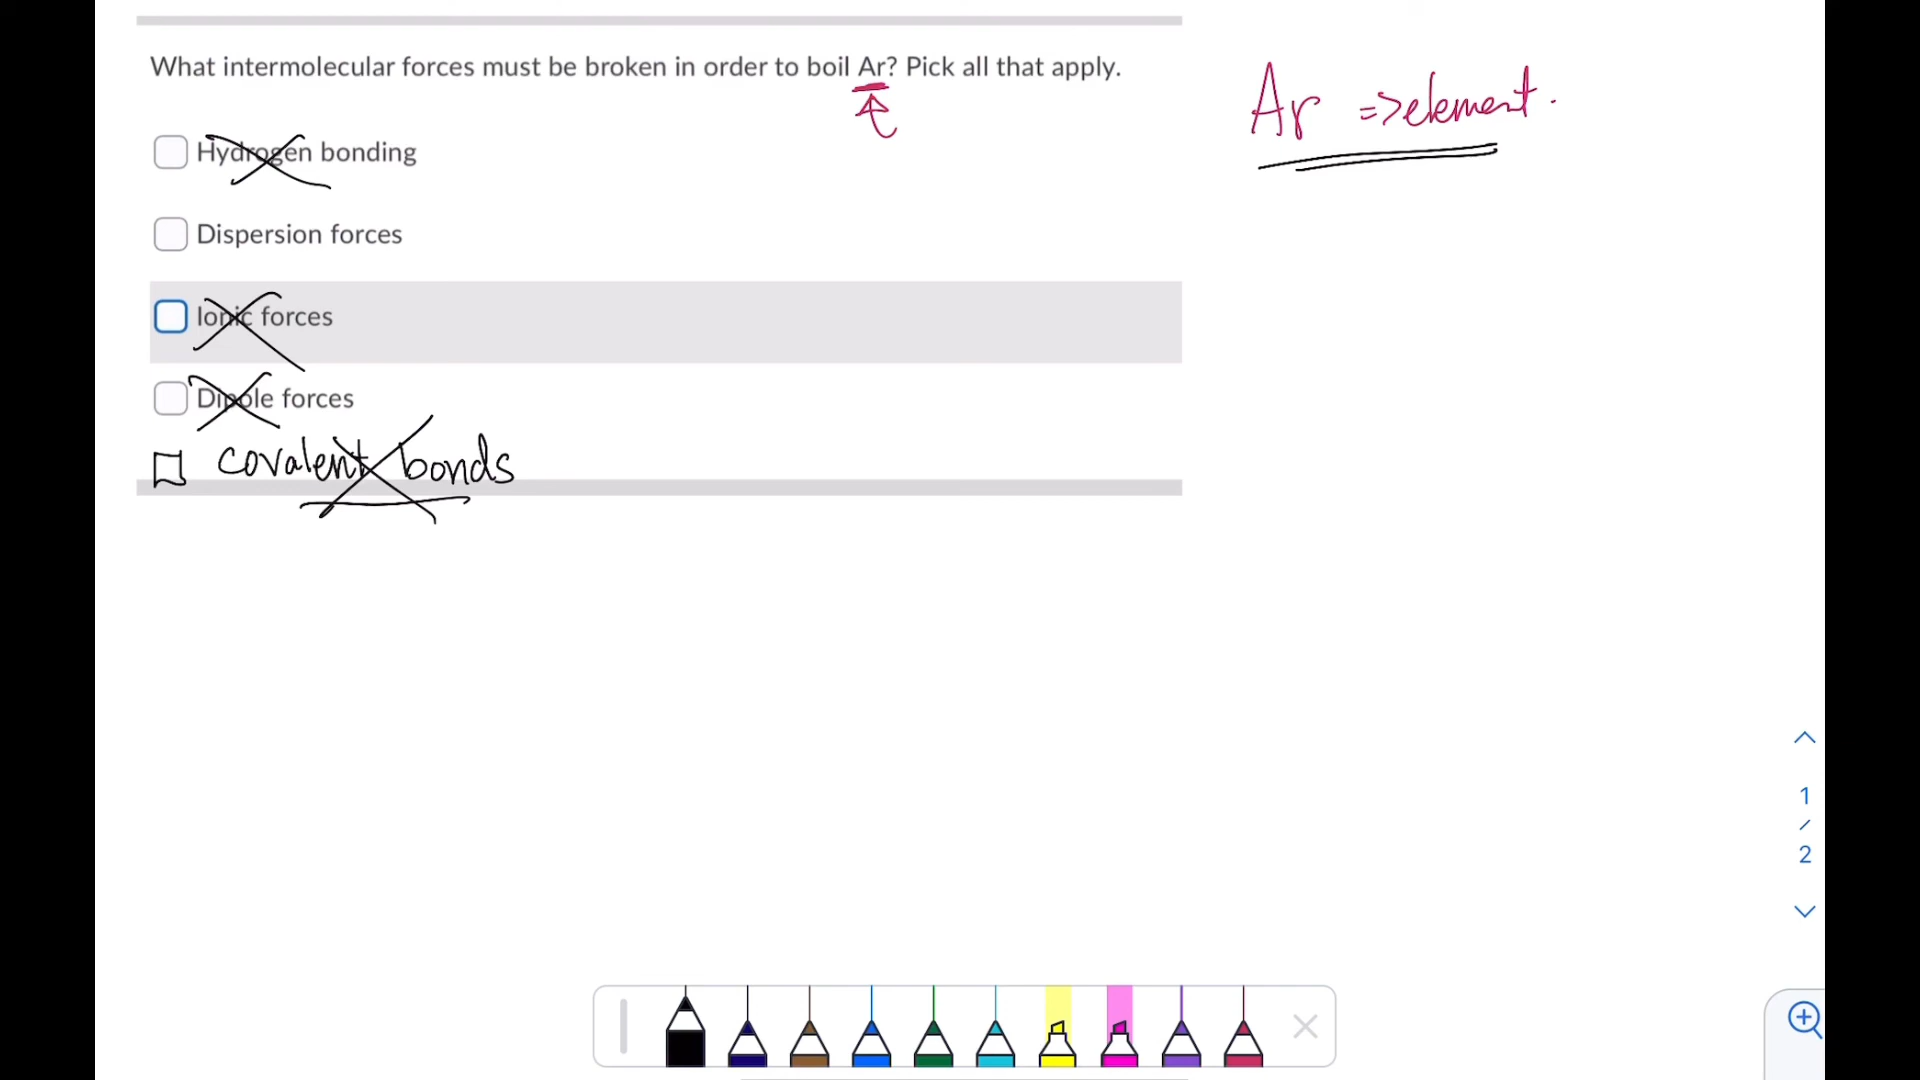 What intermolecular forces must be broken in order to boil Ar? Pick all that apply.
Ar => element.
Hydrogen bonding
Dispersion forces
Ionic forces
Dipole forces
covalent bonds
1
/
2